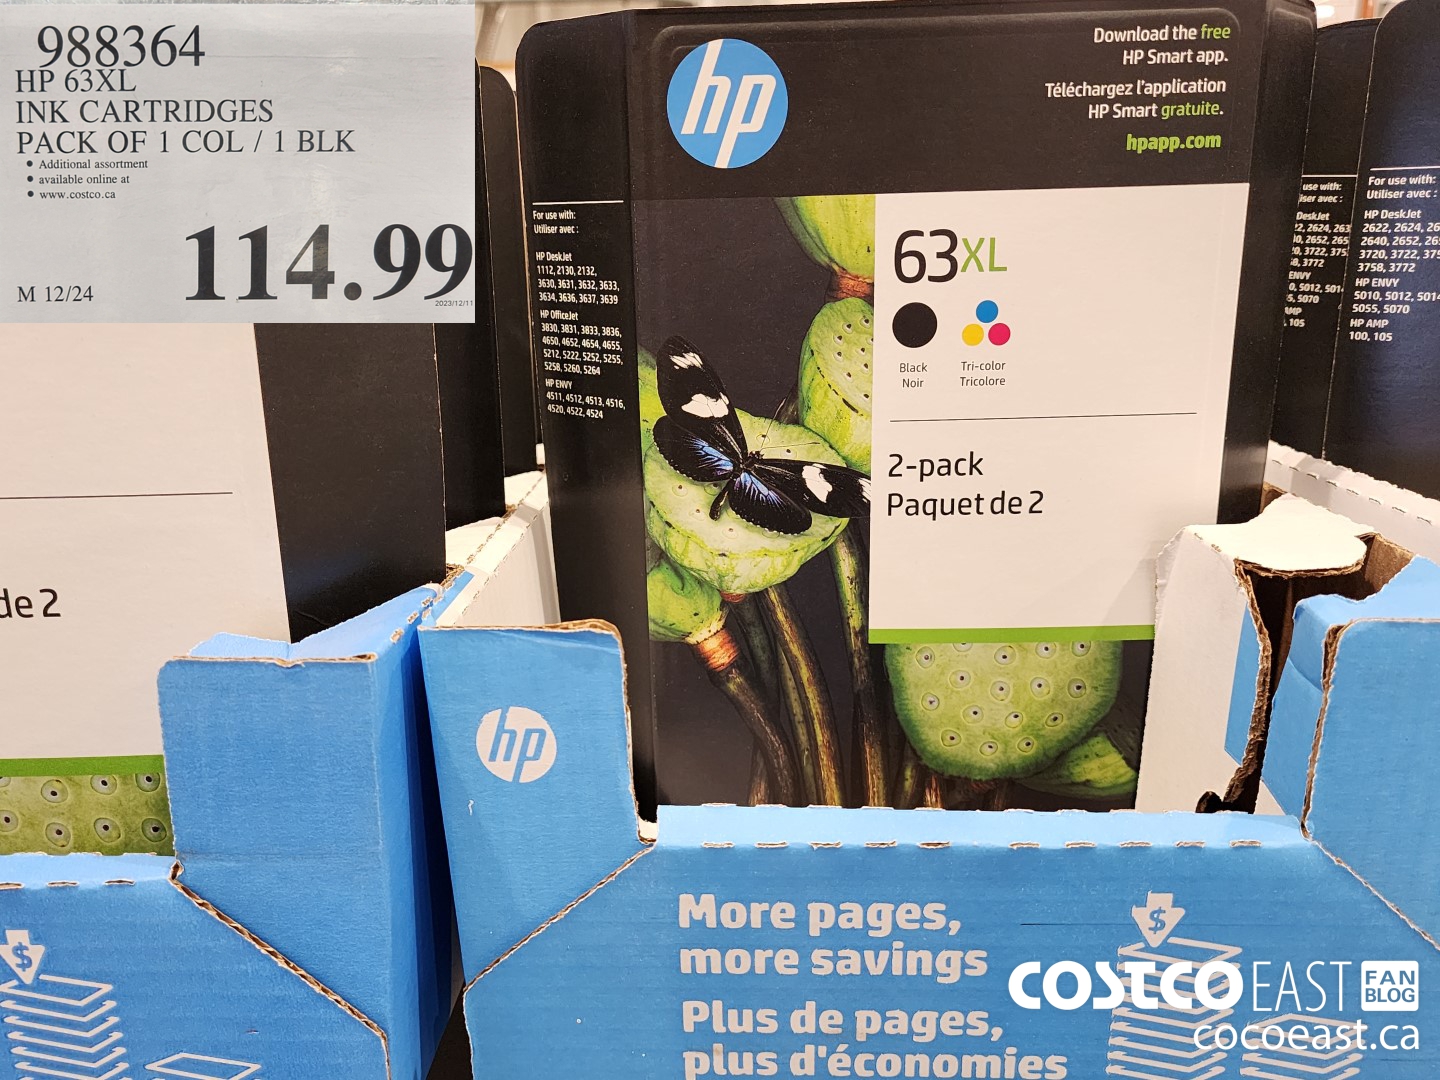 988364
HP 63XL
INK CARTRIDGES
PACK OF 1 COL / 1 BLK
• Additional assortment
• available online at
• www.costco.ca
114.99
M 12/24
2023/12/11
de 2
$
hp
Download the free
HP Smart app.
Téléchargez l'application
HP Smart gratuite.
hpapp.com
For use with:
Utiliser avec :
HP DeskJet
1112, 2130, 2132,
3630, 3631, 3632, 3633,
3634, 3636, 3637, 3639
HP OfficeJet
3830, 3831, 3833, 3836,
4650, 4652, 4654, 4655,
5212, 5222, 5252, 5255,
5258, 5260, 5264
HP ENVY
4511, 4512, 4513, 4516,
4520, 4522, 4524
63XL
Black
Noir
Tri-color
Tricolore
2-pack
Paquet de 2
use with:
HP DeskJet
For use with:
Utiliser avec :
HP DeskJet
2622, 2624,
2640, 2652,
3720, 3722,
3758, 3772
HP ENVY
5010, 5012,
5055, 5070
HP AMP
100, 105
hp
More pages,
more savings
Plus de pages,
plus d'économies
$
COSTCO EAST FAN BLOG
cocoeast.ca